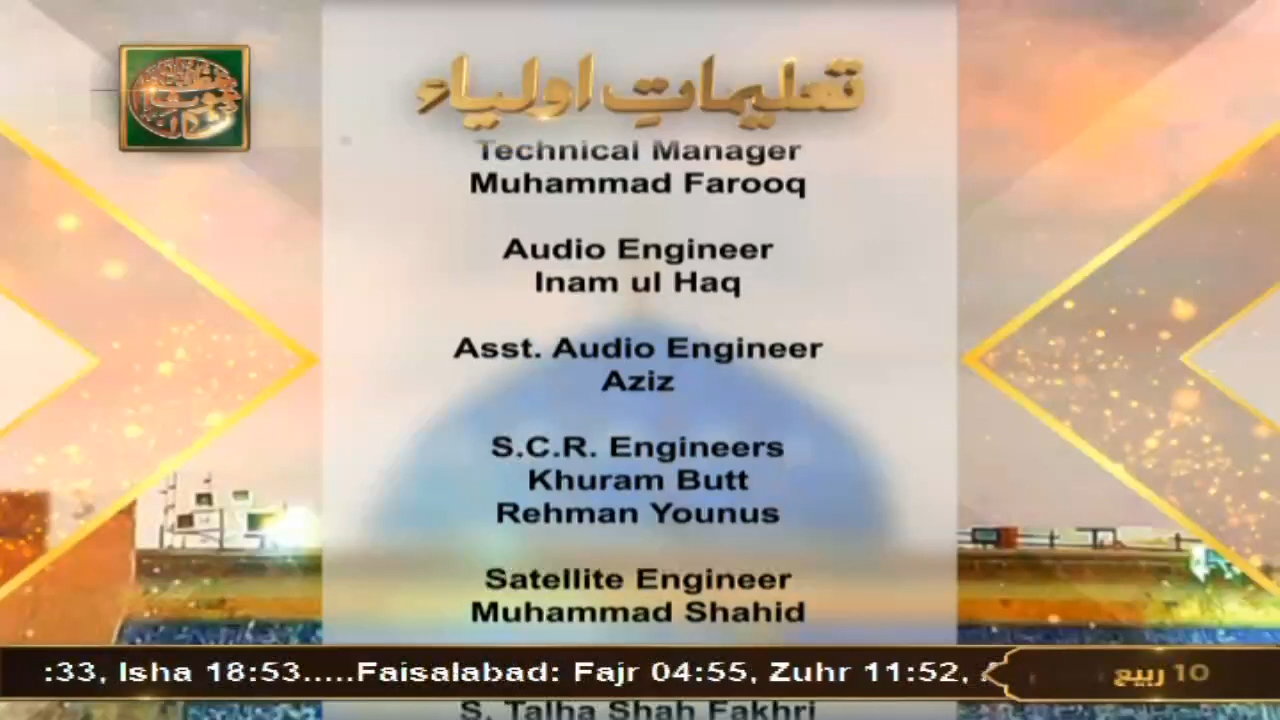 تعلیماتِ اولیاء
Technical Manager
Muhammad Farooq
Audio Engineer
Inam ul Haq
Asst. Audio Engineer
Aziz
S.C.R. Engineers
Khuram Butt
Rehman Younus
Satellite Engineer
Muhammad Shahid
:33, Isha 18:53.....Faisalabad: Fajr 04:55, Zuhr 11:52,
10 ربیع
S. Talha Shah Fakhri